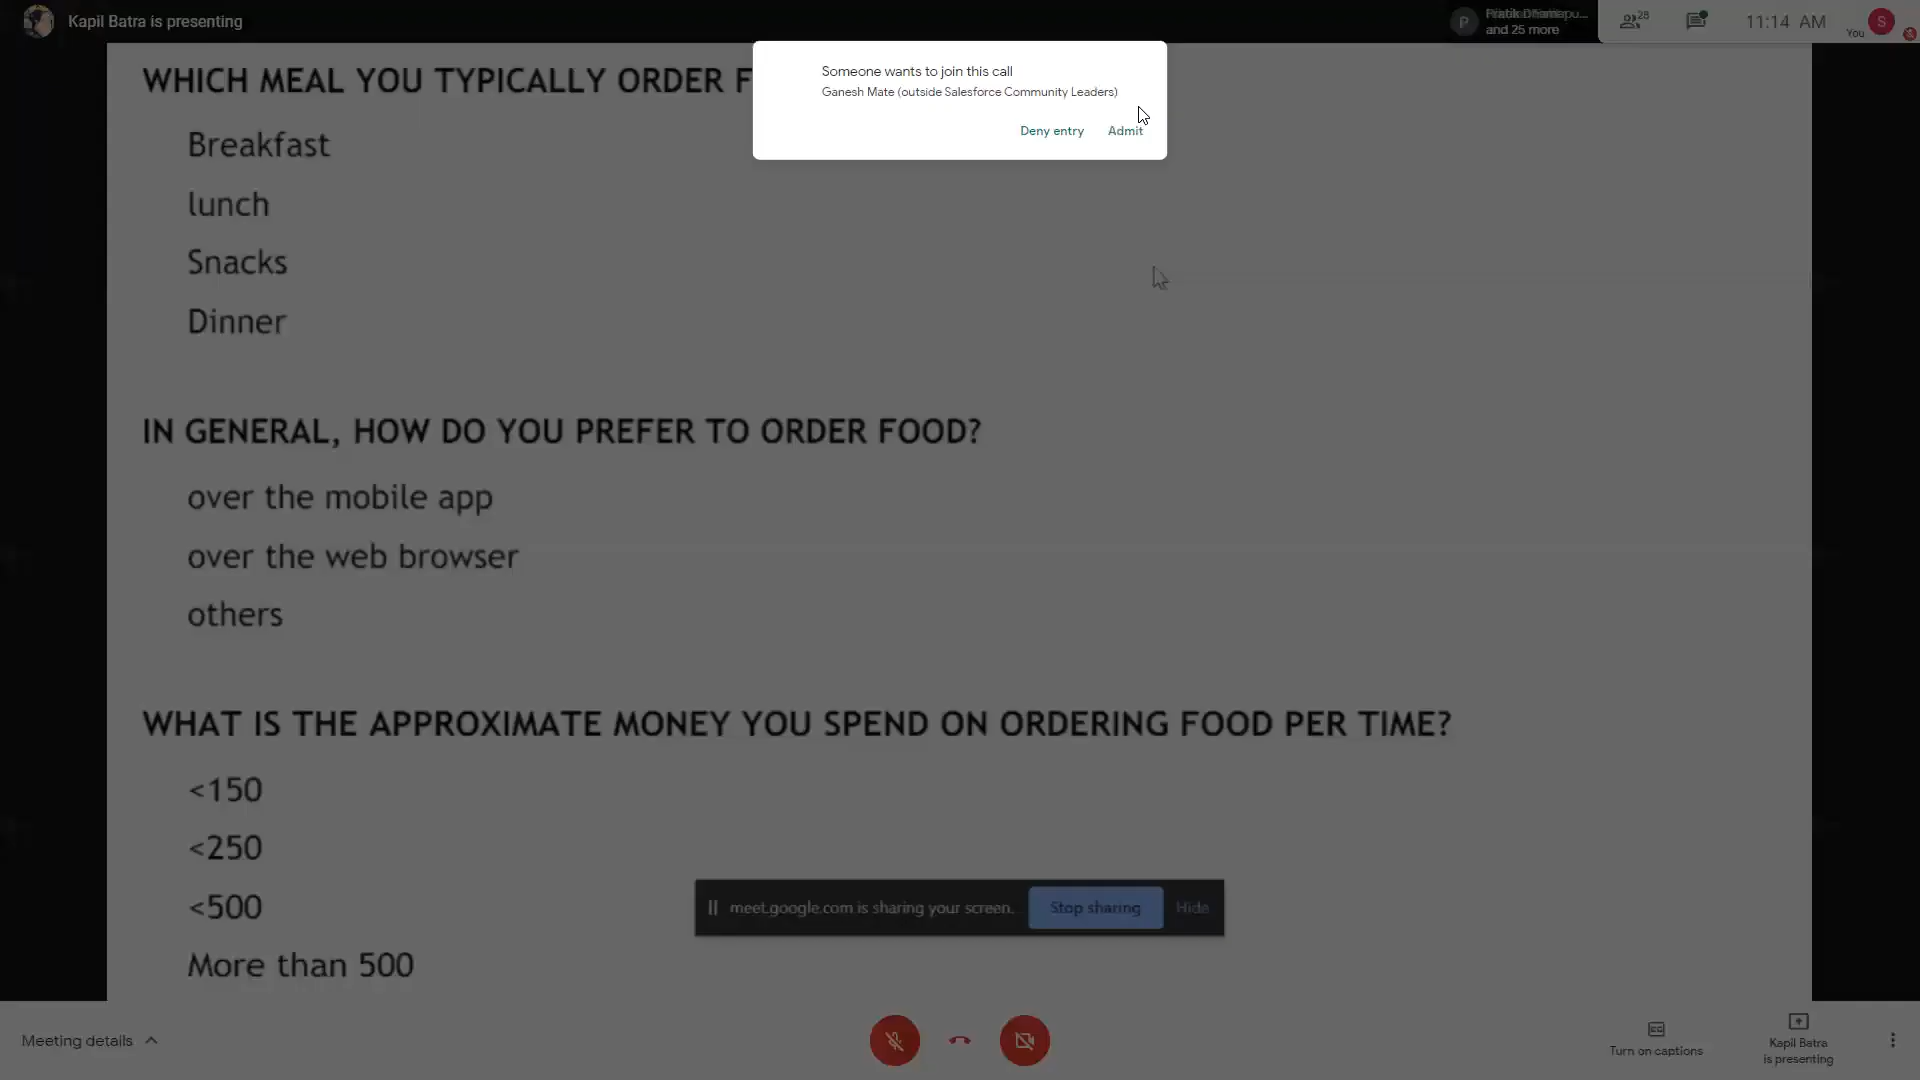 Kapil Batra is presenting
P
and 25 more
28
11:14 AM
You
S
Someone wants to join this call
Ganesh Mate (outside Salesforce Community Leaders)
Deny entry Admit
WHICH MEAL YOU TYPICALLY ORDER F
Breakfast
lunch
Snacks
Dinner
IN GENERAL, HOW DO YOU PREFER TO ORDER FOOD?
over the mobile app
over the web browser
others
WHAT IS THE APPROXIMATE MONEY YOU SPEND ON ORDERING FOOD PER TIME?
<150
<250
<500
More than 500
meet.google.com is sharing your screen.
Stop sharing
Hide
Meeting details
Turn on captions
Kapil Batra
is presenting